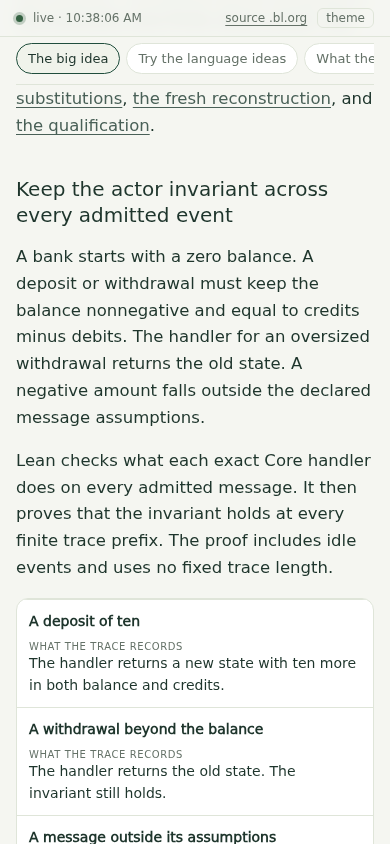 live · 10:38:06 AM source .bl.org theme
The big idea Try the language ideas What the
substitutions, the fresh reconstruction, and
the qualification.
Keep the actor invariant across
every admitted event
A bank starts with a zero balance. A
deposit or withdrawal must keep the
balance nonnegative and equal to credits
minus debits. The handler for an oversized
withdrawal returns the old state. A
negative amount falls outside the declared
message assumptions.
Lean checks what each exact Core handler
does on every admitted message. It then
proves that the invariant holds at every
finite trace prefix. The proof includes idle
events and uses no fixed trace length.
A deposit of ten
WHAT THE TRACE RECORDS
The handler returns a new state with ten more
in both balance and credits.
A withdrawal beyond the balance
WHAT THE TRACE RECORDS
The handler returns the old state. The
invariant still holds.
A message outside its assumptions